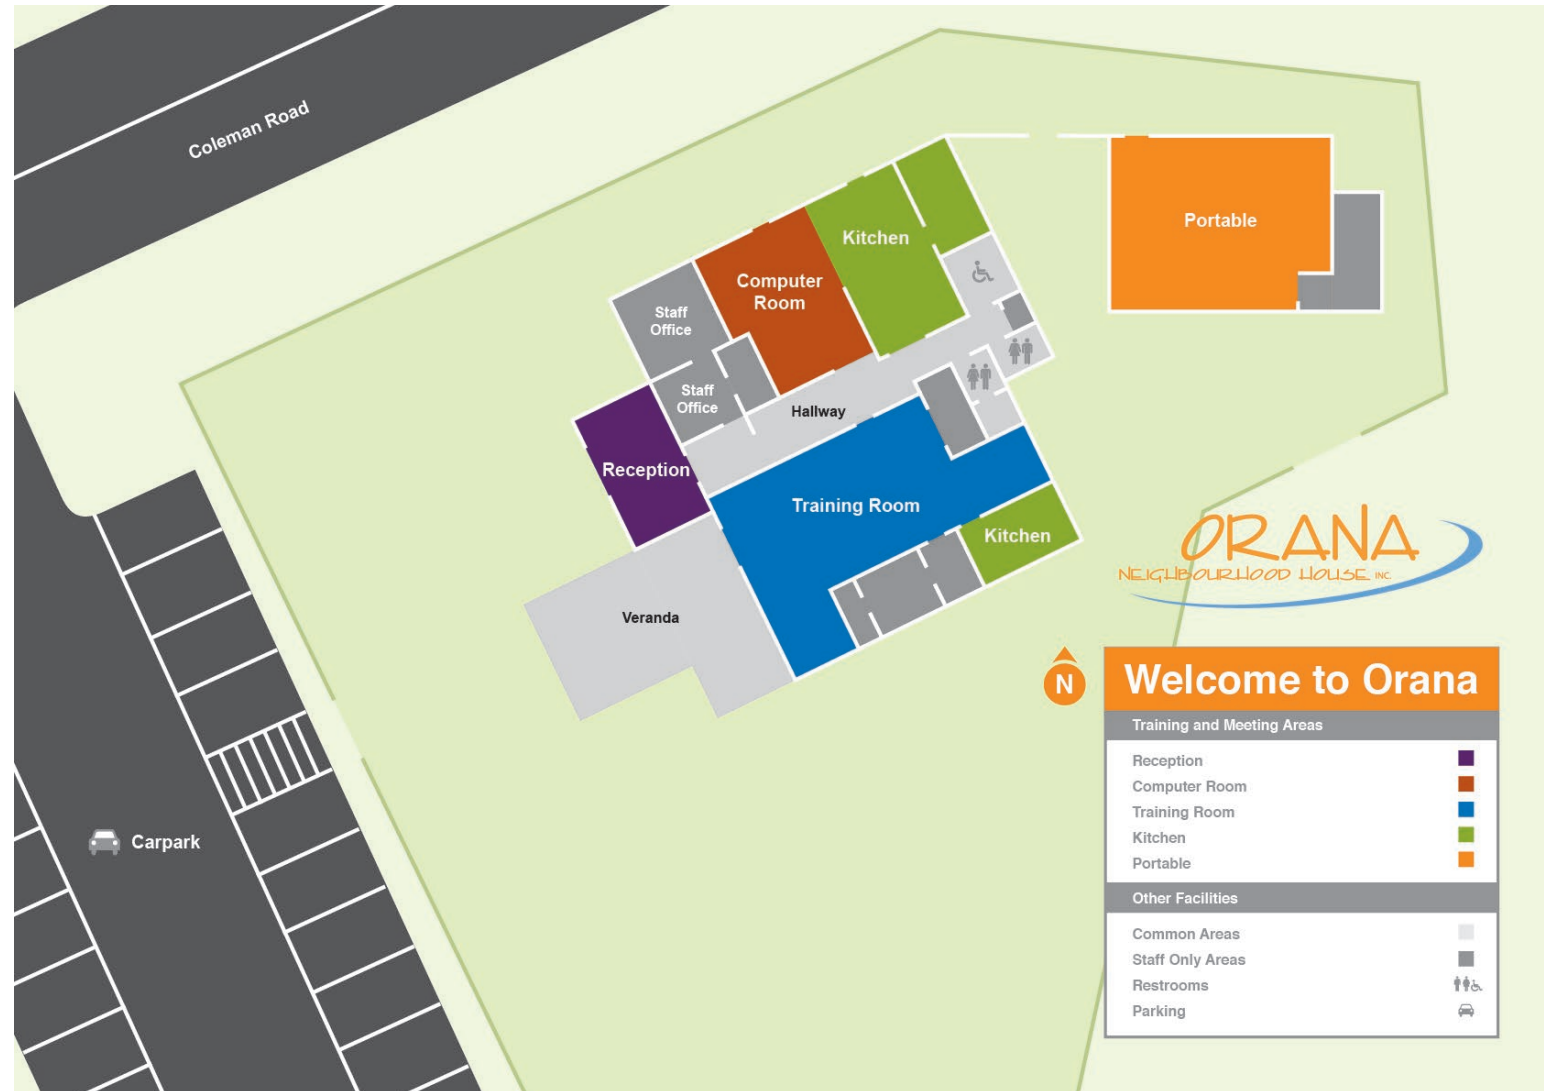 Coleman Road
Portable
Kitchen
Computer
Room
Staff
Office
Staff
Office
Hallway
Reception
Training Room
Kitchen
Veranda
Carpark
ORANA
NEIGHBOURHOOD HOUSE INC.
N
Welcome to Orana
Training and Meeting Areas
Reception
Computer Room
Training Room
Kitchen
Portable
Other Facilities
Common Areas
Staff Only Areas
Restrooms
Parking